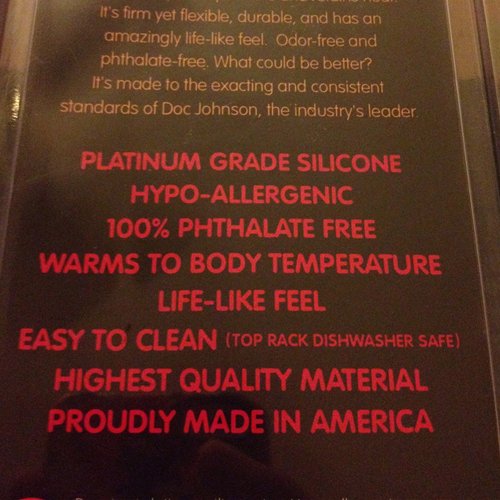 It's firm yet flexible, durable, and has an
amazingly life-like feel. Odor-free and
phthalate-free. What could be better?
It's made to the exacting and consistent
standards of Doc Johnson, the industry's leader.
PLATINUM GRADE SILICONE
HYPO-ALLERGENIC
100% PHTHALATE FREE
WARMS TO BODY TEMPERATURE
LIFE-LIKE FEEL
EASY TO CLEAN (TOP RACK DISHWASHER SAFE)
HIGHEST QUALITY MATERIAL
PROUDLY MADE IN AMERICA